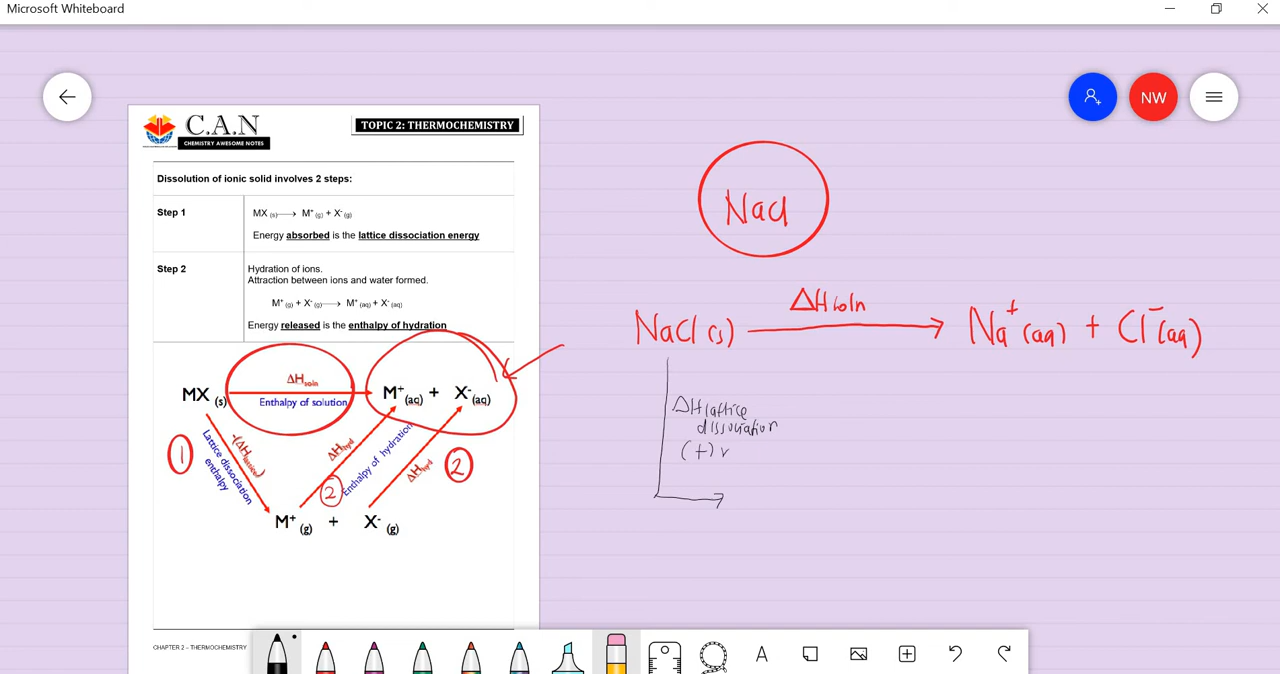 Microsoft Whiteboard
NW
C.A.N
CHEMISTRY AWESOME NOTES
TOPIC 2: THERMOCHEMISTRY
Dissolution of ionic solid involves 2 steps:
Step 1
MX (s) ⟶ M⁺ (g) + X⁻ (g)
Energy absorbed is the lattice dissociation energy
Step 2
Hydration of ions.
Attraction between ions and water formed.
M⁺ (g) + X⁻ (g) ⟶ M⁺ (aq) + X⁻ (aq)
Energy released is the enthalpy of hydration
ΔHsoln
MX (s)
Enthalpy of solution
M⁺(aq) + X⁻(aq)
1
-(ΔHlattice)
Lattice dissociation
enthalpy
ΔHhyd
2
Enthalpy of hydration
ΔHhyd
2
M⁺(g) + X⁻(g)
CHAPTER 2 – THERMOCHEMISTRY
NaCl
ΔHsoln
NaCl (s) ⟶ Na⁺(aq) + Cl⁻(aq)
ΔHlattice
dissociation
(+) v
A